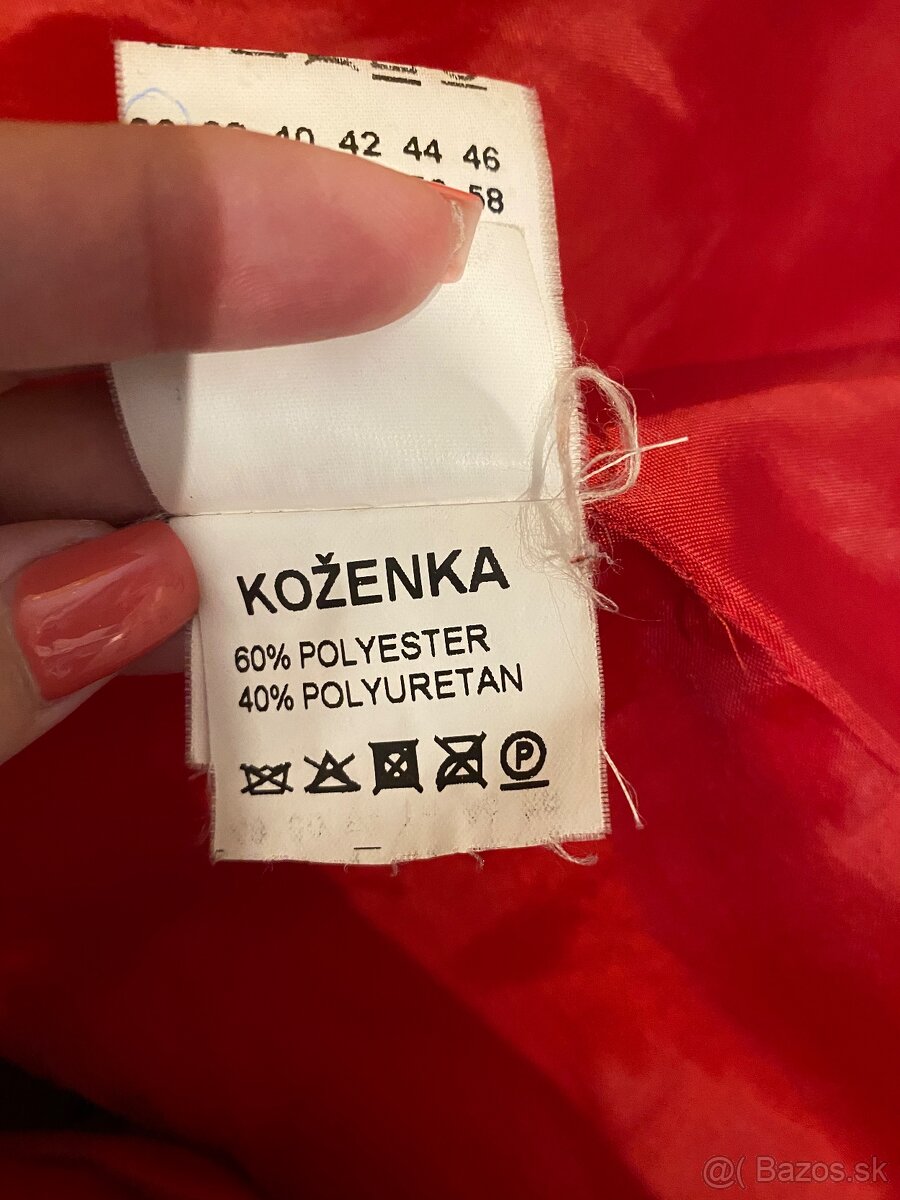 40 42 44 46
58
KOŽENKA
60% POLYESTER
40% POLYURETAN
P
@( Bazos.sk